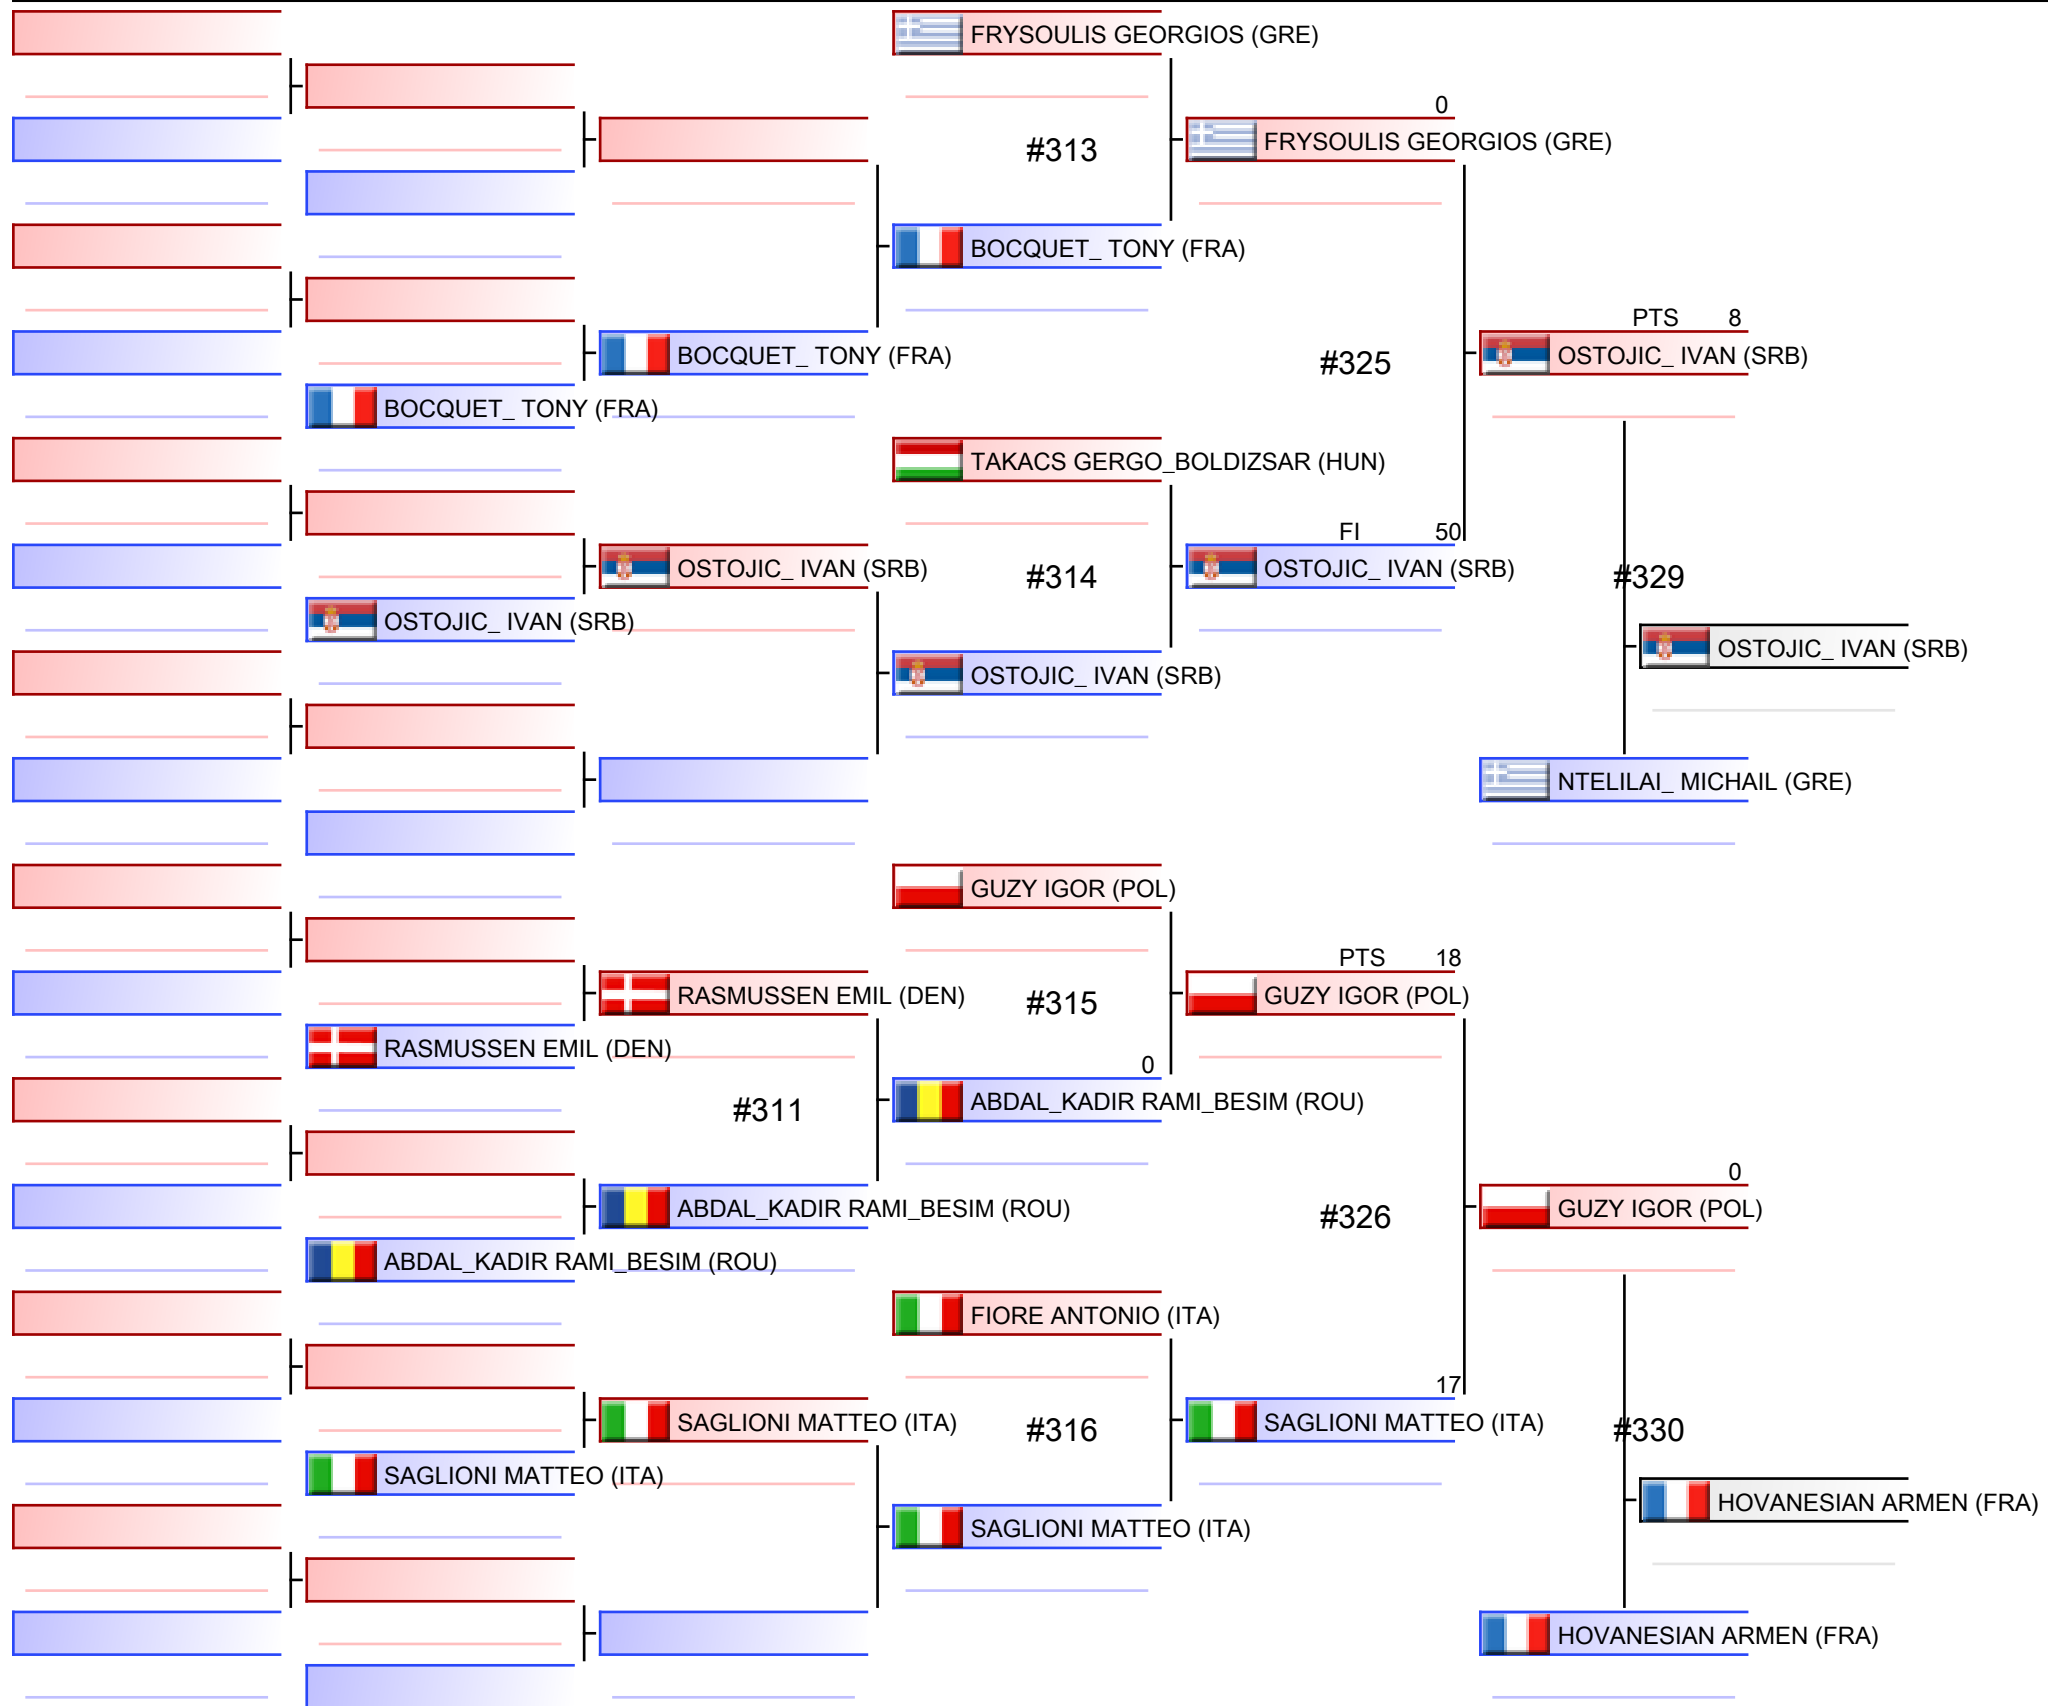 FRYSOULIS GEORGIOS (GRE)
0
#313
FRYSOULIS GEORGIOS (GRE)
BOCQUET_ TONY (FRA)
PTS 8
BOCQUET_ TONY (FRA)
#325
OSTOJIC_ IVAN (SRB)
BOCQUET_ TONY (FRA)
TAKACS GERGO_BOLDIZSAR (HUN)
FI 50
OSTOJIC_ IVAN (SRB)
#314
OSTOJIC_ IVAN (SRB)
#329
OSTOJIC_ IVAN (SRB)
OSTOJIC_ IVAN (SRB)
OSTOJIC_ IVAN (SRB)
NTELILAI_ MICHAIL (GRE)
GUZY IGOR (POL)
PTS 18
RASMUSSEN EMIL (DEN)
#315
GUZY IGOR (POL)
RASMUSSEN EMIL (DEN)
0
#311
ABDAL_KADIR RAMI_BESIM (ROU)
0
ABDAL_KADIR RAMI_BESIM (ROU)
#326
GUZY IGOR (POL)
ABDAL_KADIR RAMI_BESIM (ROU)
FIORE ANTONIO (ITA)
17
SAGLIONI MATTEO (ITA)
#316
SAGLIONI MATTEO (ITA)
#330
SAGLIONI MATTEO (ITA)
HOVANESIAN ARMEN (FRA)
SAGLIONI MATTEO (ITA)
HOVANESIAN ARMEN (FRA)